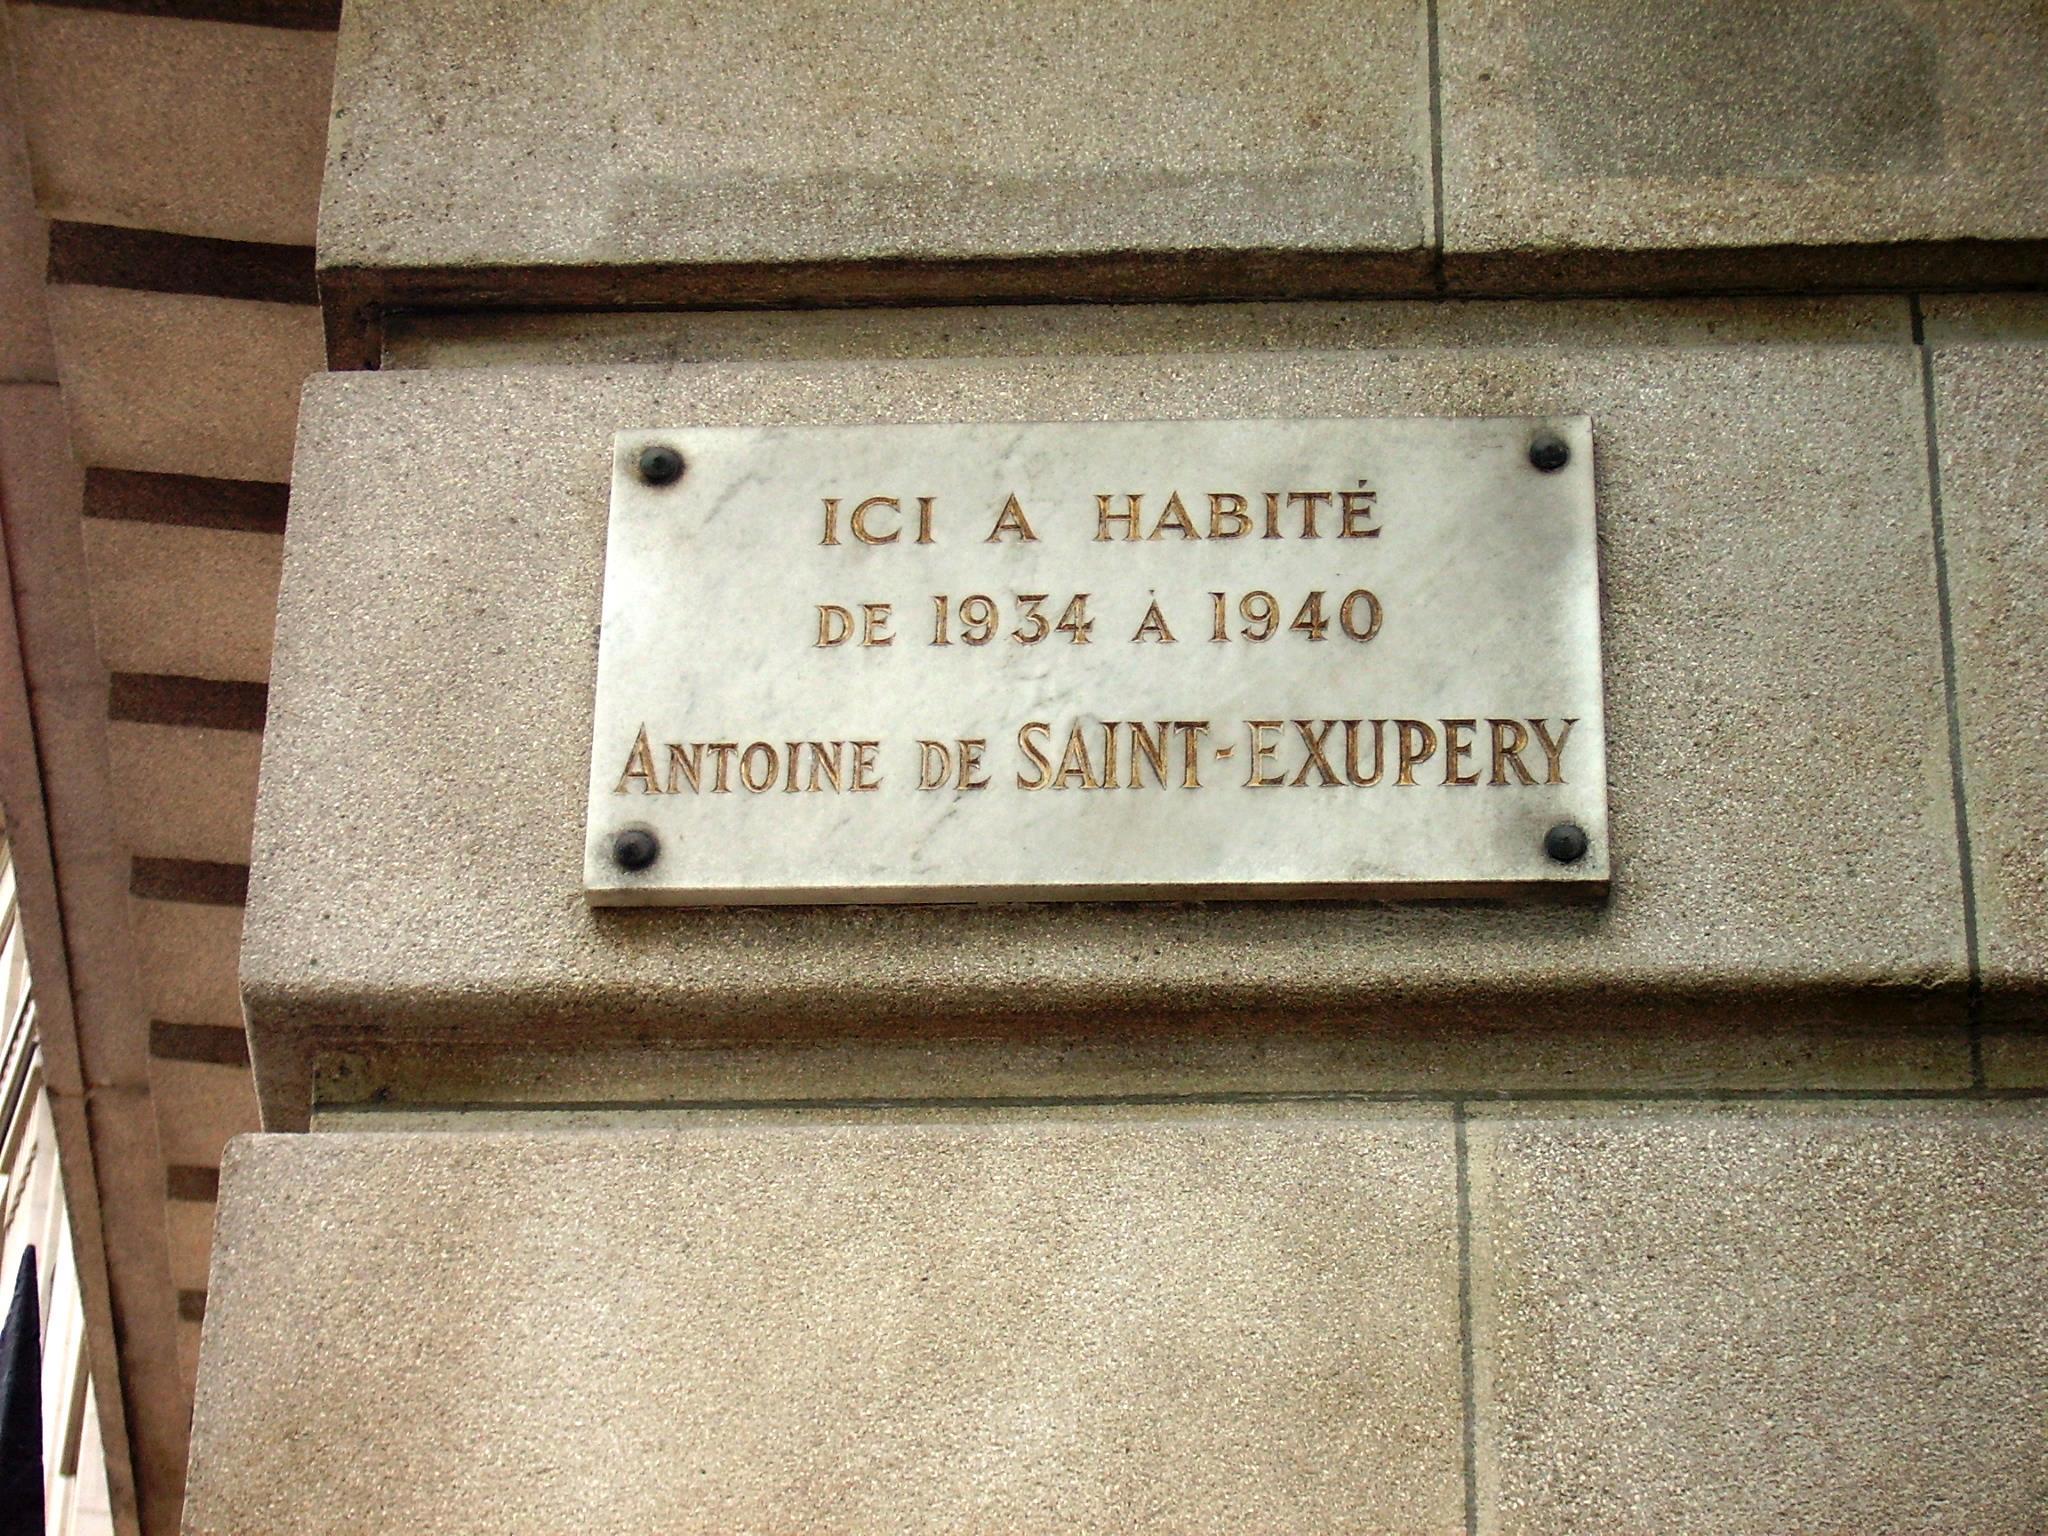 ICI A HABITÉ
DE 1934 À 1940
ANTOINE DE SAINT-EXUPERY